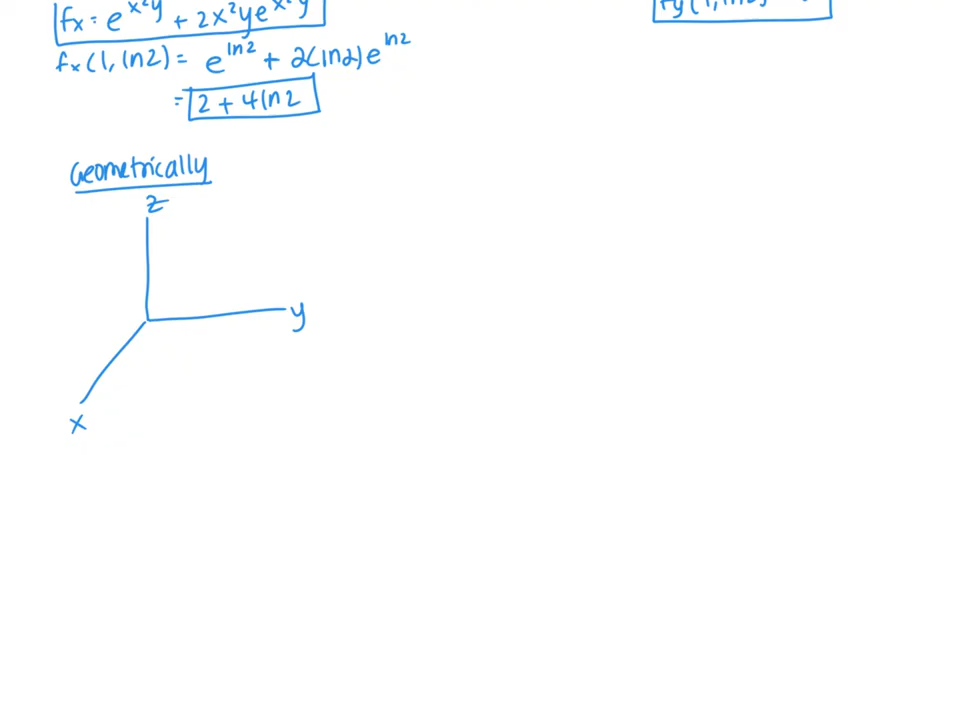 fx = e^x²y + 2x²ye^x²y
fx(1, ln2) = e^ln2 + 2(ln2)e^ln2
= 2 + 4ln2
Geometrically
z
y
x